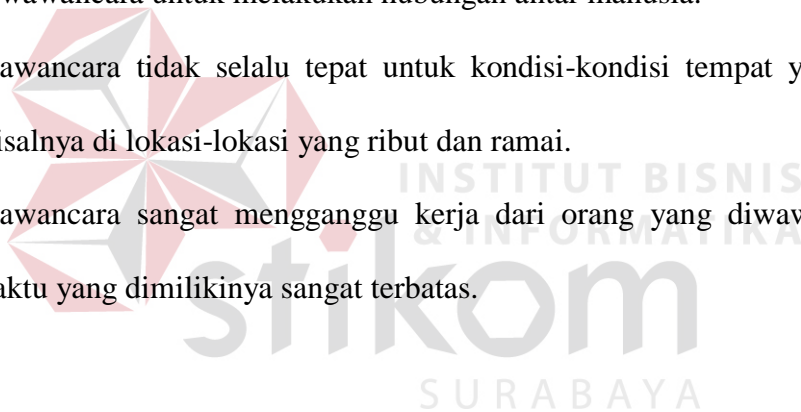 wawancara untuk melakukan hubungan antar manusia.
awancara tidak selalu tepat untuk kondisi-kondisi tempat y
isalnya di lokasi-lokasi yang ribut dan ramai.
INSTITUT BISNIS
awancara sangat mengganggu kerja dari orang yang diwaw
& INFORMATIKA
aktu yang dimilikinya sangat terbatas.
stikom
SURABAYA